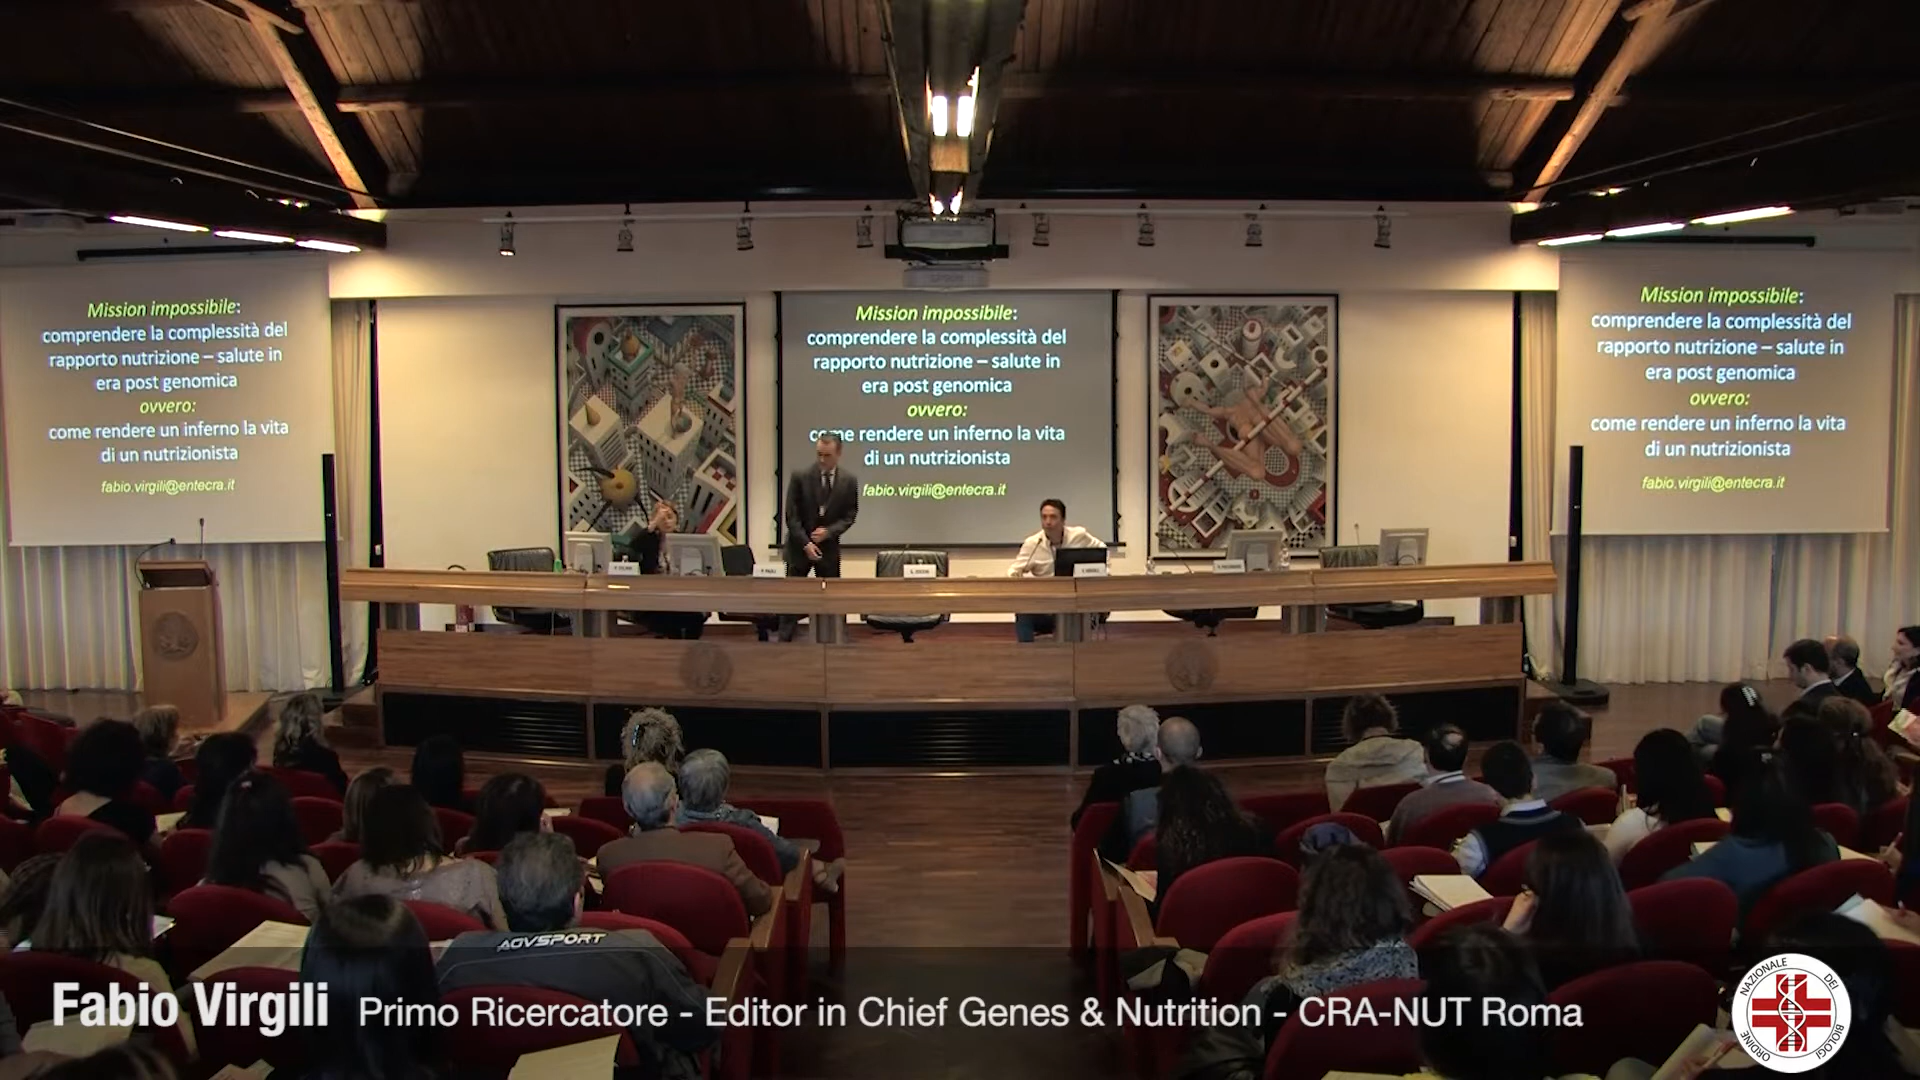 Mission impossibile:
comprendere la complessità del
rapporto nutrizione – salute in
era post genomica
ovvero:
come rendere un inferno la vita
di un nutrizionista
fabio.virgili@entecra.it
Mission impossibile:
comprendere la complessità del
rapporto nutrizione – salute in
era post genomica
ovvero:
come rendere un inferno la vita
di un nutrizionista
fabio.virgili@entecra.it
Mission impossibile:
comprendere la complessità del
rapporto nutrizione – salute in
era post genomica
ovvero:
come rendere un inferno la vita
di un nutrizionista
fabio.virgili@entecra.it
AGVSPORT
Fabio Virgili Primo Ricercatore - Editor in Chief Genes & Nutrition - CRA-NUT Roma
ORDINE NAZIONALE DEI BIOLOGI